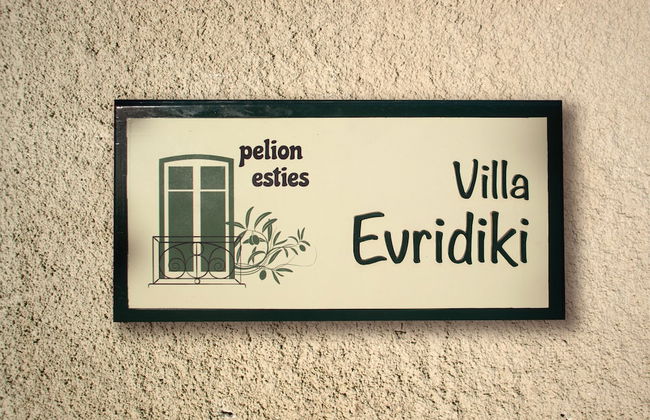 pelion
esties
Villa
Evridiki